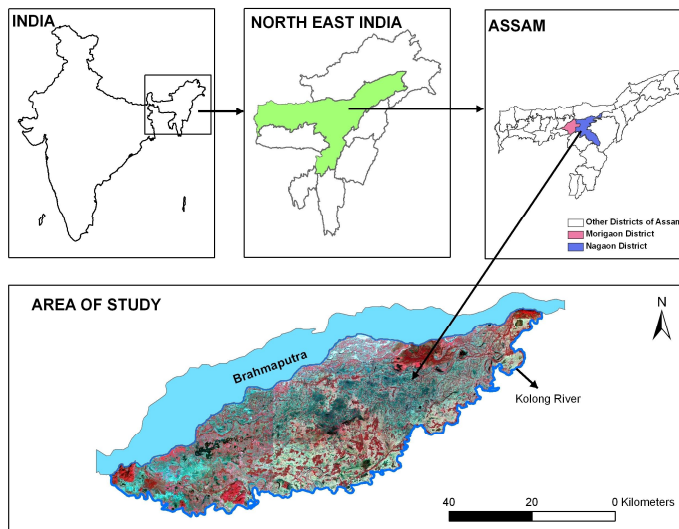 INDIA
NORTH EAST INDIA
ASSAM
Other Districts of Assam
Morigaon District
Nagaon District
AREA OF STUDY
N
Brahmaputra
Kolong River
40 20 0 Kilometers